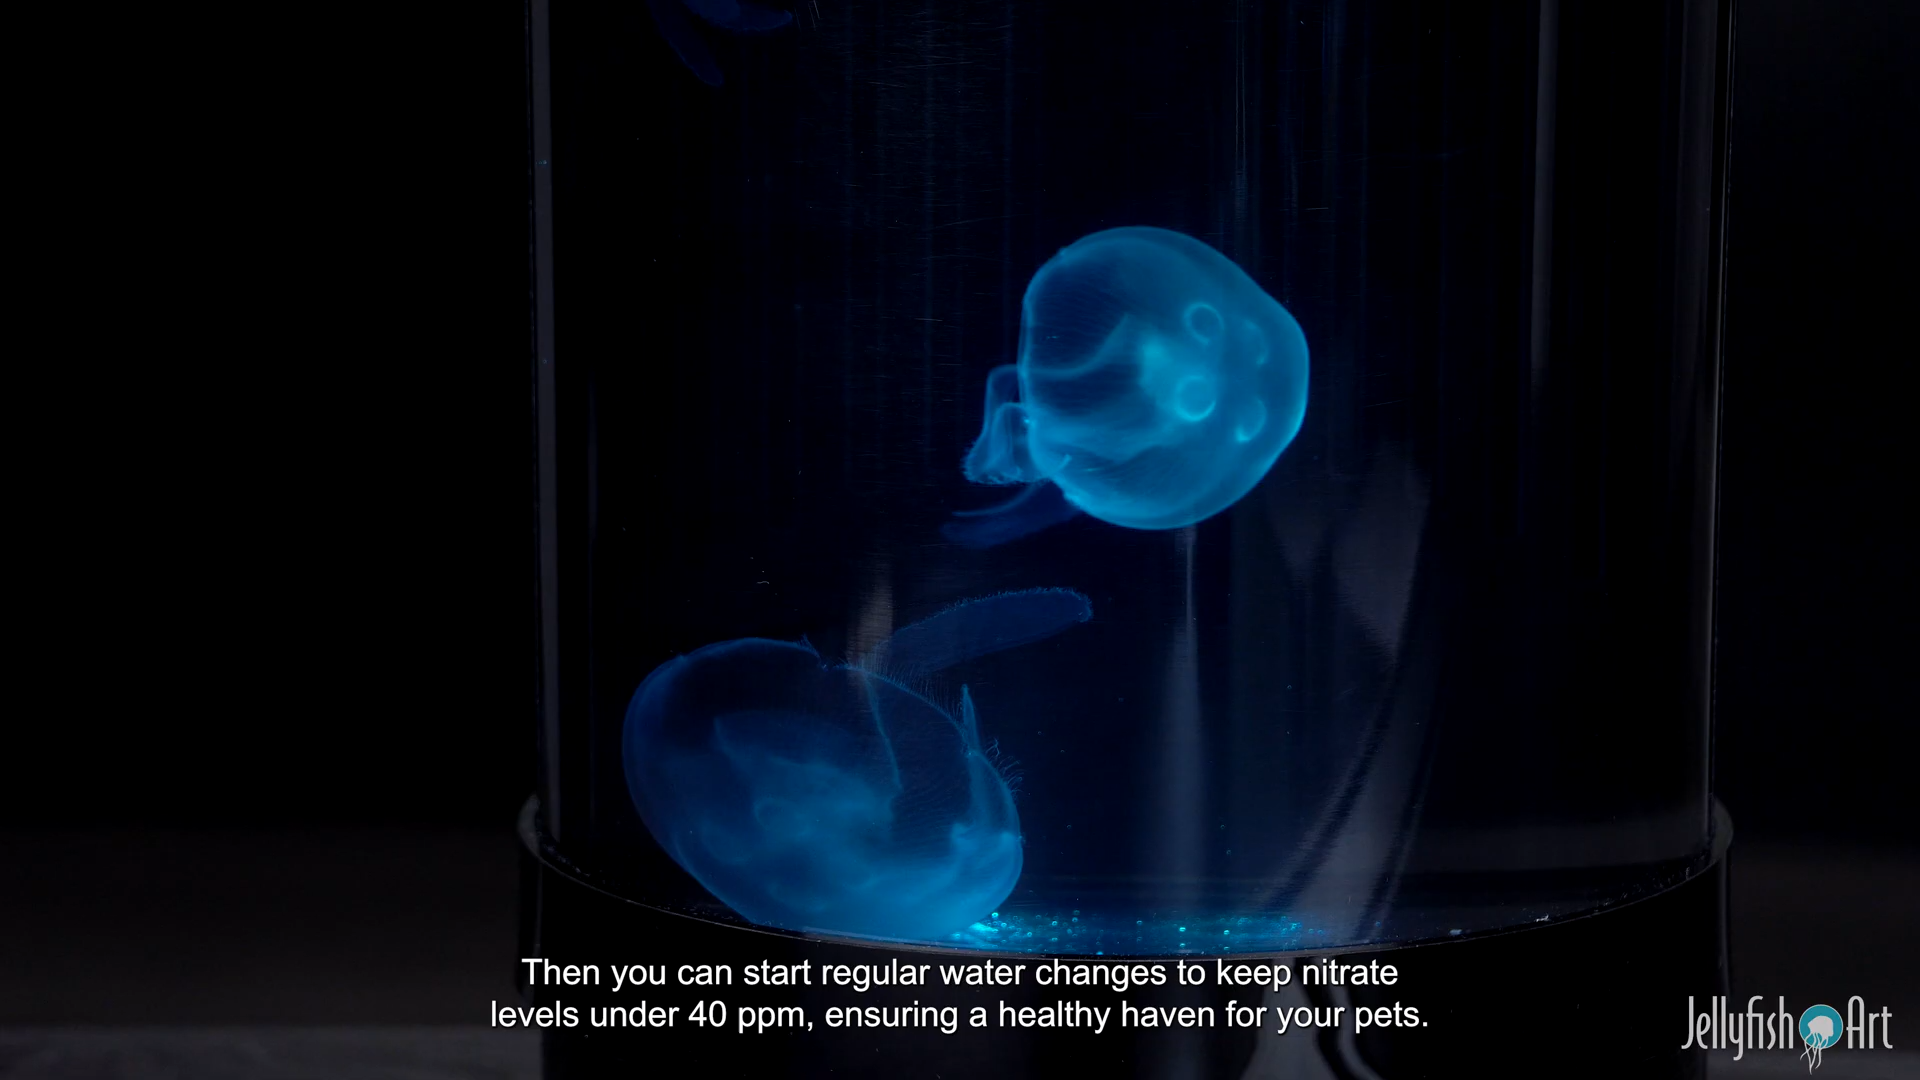 Then you can start regular water changes to keep nitrate
levels under 40 ppm, ensuring a healthy haven for your pets.
Jellyfish Art